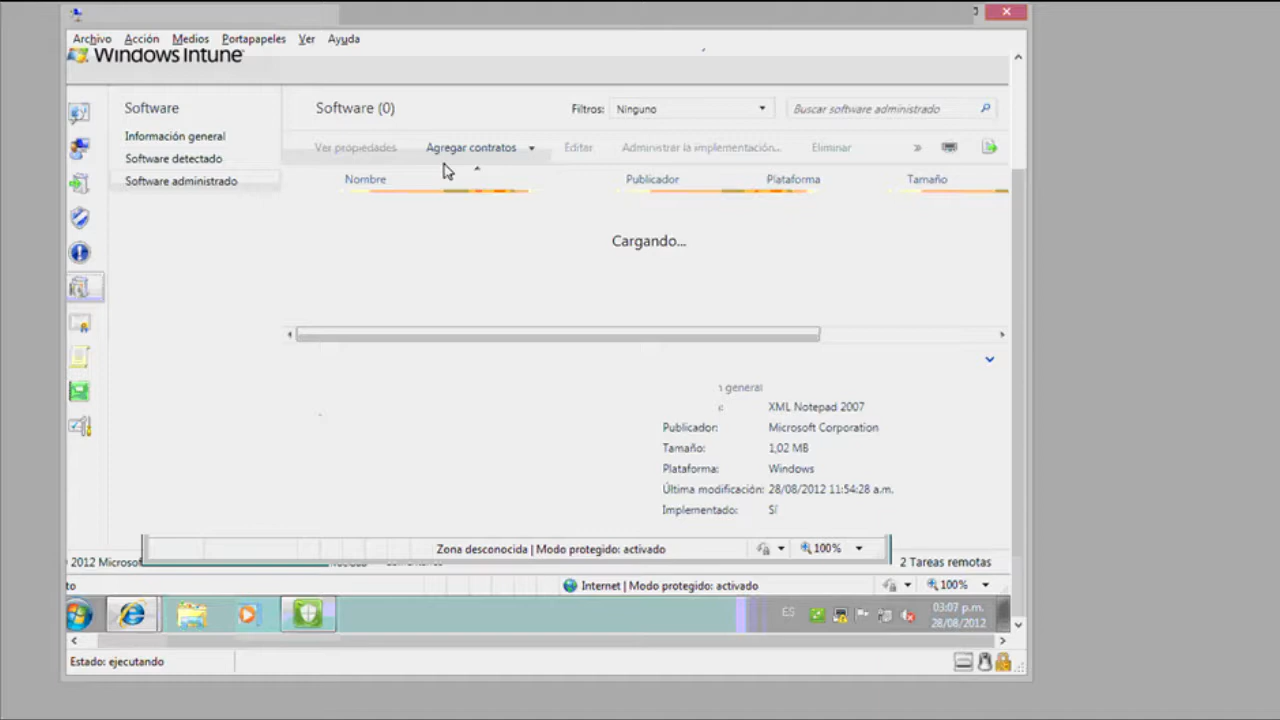 Archivo Acción Medios Portapapeles Ver Ayuda
Windows Intune
Software
Información general
Software detectado
Software administrado
Software (0)
Filtros: Ninguno
Buscar software administrado
Ver propiedades Agregar contratos Editar Administrar la implementación... Eliminar »
Nombre Publicador Plataforma Tamaño
Cargando...
n general
XML Notepad 2007
Publicador: Microsoft Corporation
Tamaño: 1,02 MB
Plataforma: Windows
Última modificación: 28/08/2012 11:54:28 a.m.
Implementado: Sí
Zona desconocida | Modo protegido: activado 100%
2012 Microsof
2 Tareas remotas
to
Internet | Modo protegido: activado 100%
ES
03:07 p.m.
28/08/2012
Estado: ejecutando